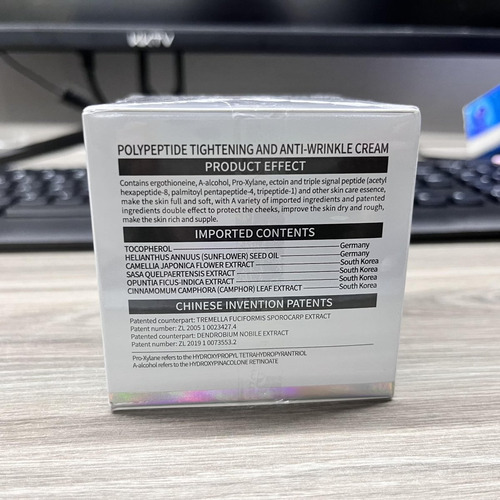 POLYPEPTIDE TIGHTENING AND ANTI-WRINKLE CREAM
PRODUCT EFFECT
Contains ergothioneine, A-alcohol, Pro-Xylane, ectoin and triple signal peptide (acetyl
hexapeptide-8, palmitoyl pentapeptide-4, tripeptide-1) and other skin care essence,
make the skin full and soft, with A variety of imported ingredients and patented
ingredients double effect to protect the cheeks, improve the skin dry and rough,
make the skin rich and supple.
IMPORTED CONTENTS
TOCOPHEROL Germany
HELIANTHUS ANNUUS (SUNFLOWER) SEED OIL Germany
CAMELLIA JAPONICA FLOWER EXTRACT South Korea
SASA QUELPAERTENSIS EXTRACT South Korea
OPUNTIA FICUS-INDICA EXTRACT South Korea
CINNAMOMUM CAMPHORA (CAMPHOR) LEAF EXTRACT South Korea
CHINESE INVENTION PATENTS
Patented counterpart: TREMELLA FUCIFORMIS SPOROCARP EXTRACT
Patent number: ZL 2005 1 0023427.4
Patented counterpart: DENDROBIUM NOBILE EXTRACT
Patent number: ZL 2019 1 0073553.2
Pro-Xylane refers to the HYDROXYPROPYL TETRAHYDROPYRANTRIOL
A-alcohol refers to the HYDROXYPINACOLONE RETINOATE